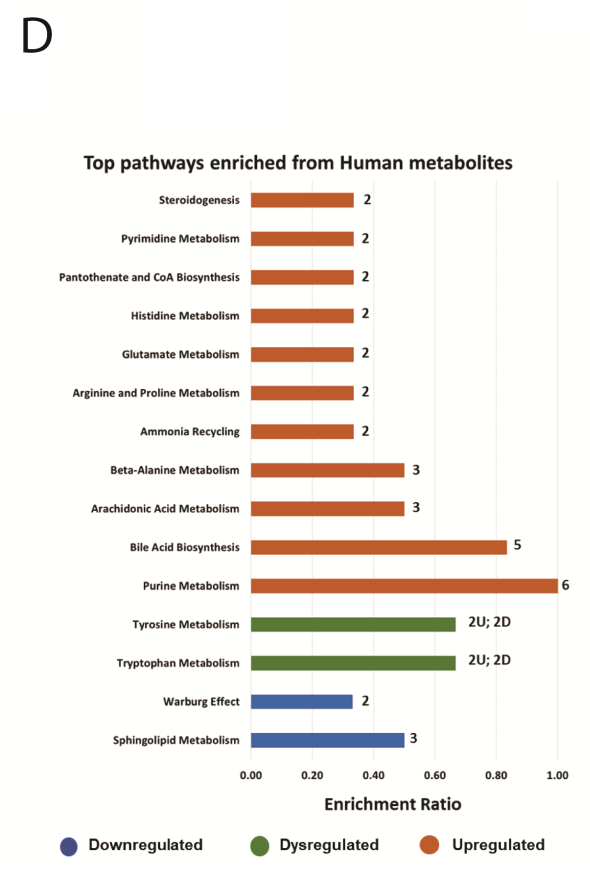 D
Top pathways enriched from Human metabolites
Steroidogenesis 2
Pyrimidine Metabolism 2
Pantothenate and CoA Biosynthesis 2
Histidine Metabolism 2
Glutamate Metabolism 2
Arginine and Proline Metabolism 2
Ammonia Recycling 2
Beta-Alanine Metabolism 3
Arachidonic Acid Metabolism 3
Bile Acid Biosynthesis 5
Purine Metabolism 6
Tyrosine Metabolism 2U; 2D
Tryptophan Metabolism 2U; 2D
Warburg Effect 2
Sphingolipid Metabolism 3
0.00 0.20 0.40 0.60 0.80 1.00
Enrichment Ratio
Downregulated Dysregulated Upregulated